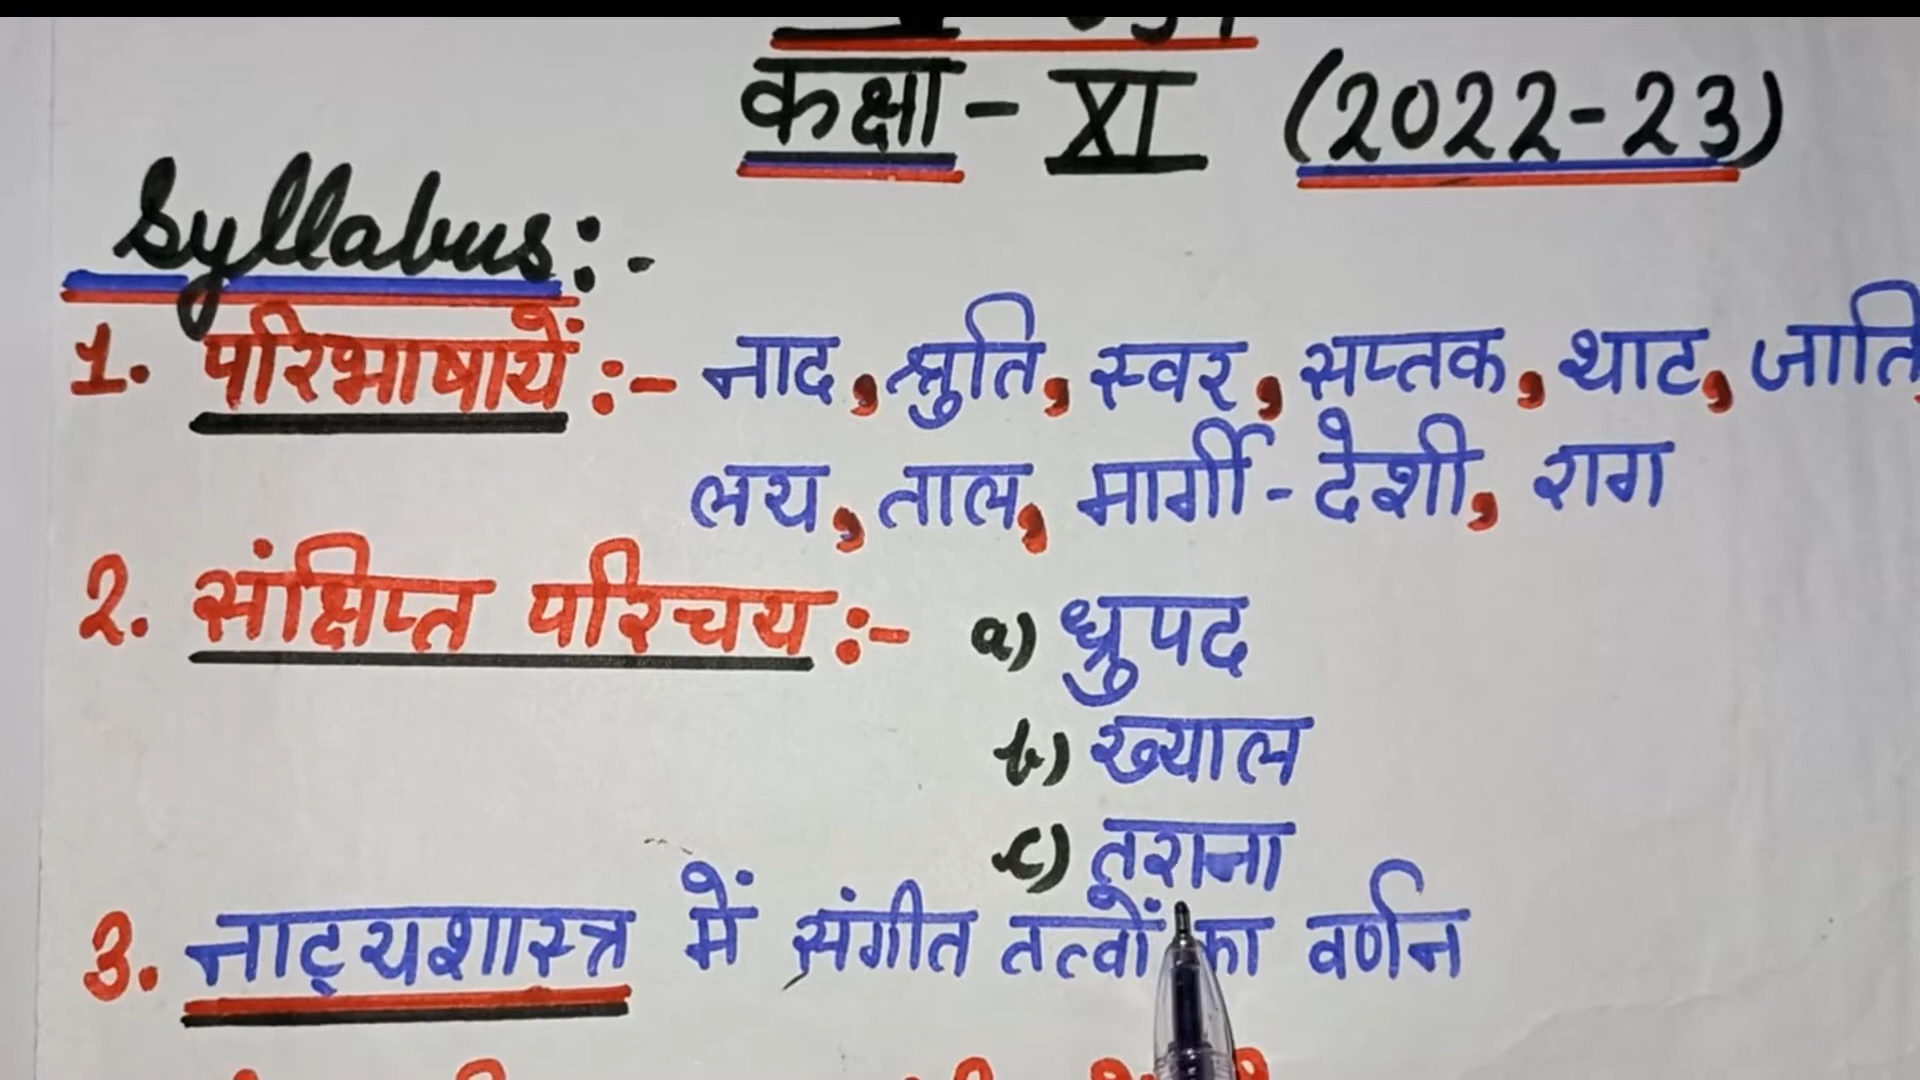 कक्षा - XI (2022-23)
Syllabus:-
1. परिभाषायें :- नाद, श्रुति, स्वर, सप्तक, थाट, जाति,
लय, ताल, मार्गी - देशी, राग
2. संक्षिप्त परिचय :- a) ध्रुपद
b) ख्याल
c) तराना
3. नाट्यशास्त्र में संगीत तत्वों का वर्णन